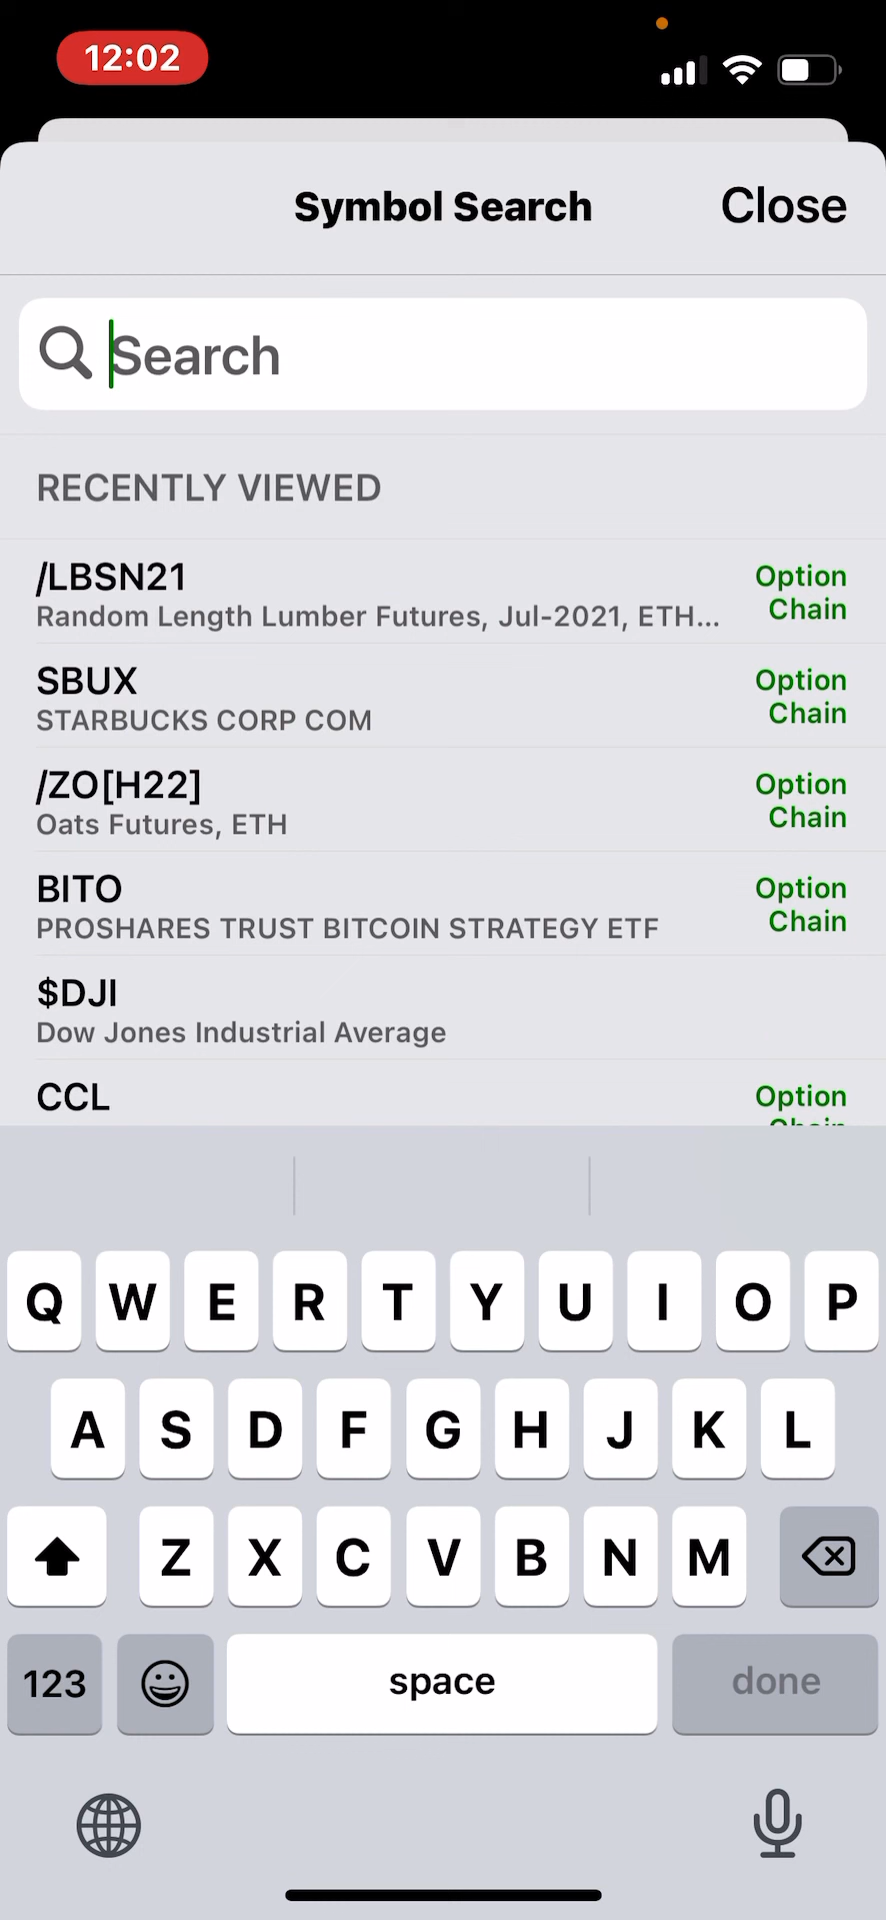 12:02
Symbol Search
Close
Search
RECENTLY VIEWED
/LBSN21
Option
Chain
Random Length Lumber Futures, Jul-2021, ETH...
SBUX
Option
Chain
STARBUCKS CORP COM
/ZO[H22]
Option
Chain
Oats Futures, ETH
BITO
Option
Chain
PROSHARES TRUST BITCOIN STRATEGY ETF
$DJI
Dow Jones Industrial Average
CCL
Option
Chain
Q W E R T Y U I O P
A S D F G H J K L
Z X C V B N M
123
space
done